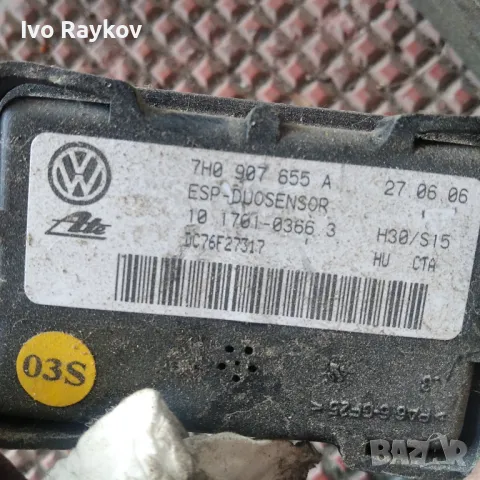 Ivo Raykov
7H0 907 655 A 27 06 06
ESP-DUOSENSOR
10.1701-0366.3 H30/S15
DC76F27317 HU CTA
Ate
03S
BAZAR